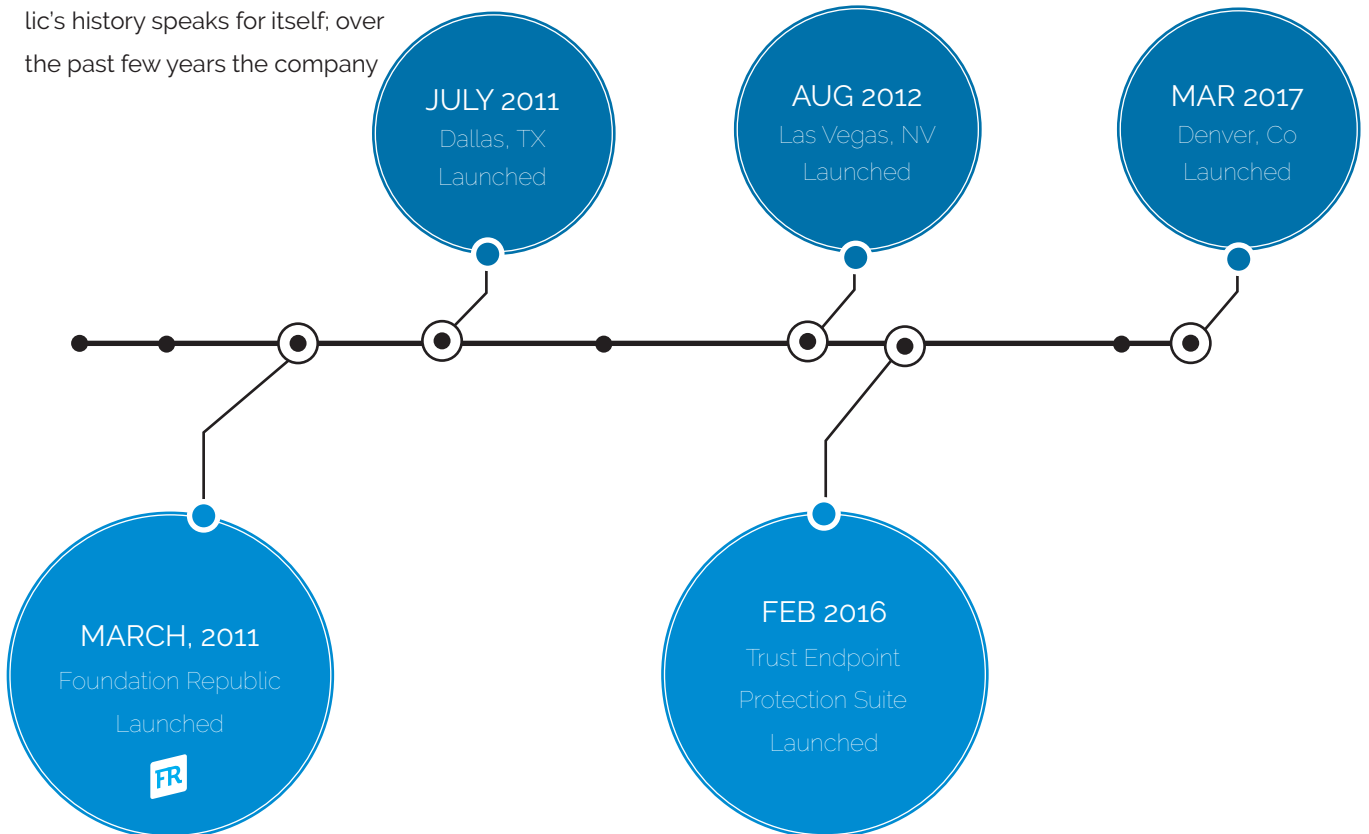 lic’s history speaks for itself; over
the past few years the company
JULY 2011
Dallas, TX
Launched
AUG 2012
Las Vegas, NV
Launched
MAR 2017
Denver, Co
Launched
MARCH, 2011
Foundation Republic
Launched
FR
FEB 2016
Trust Endpoint
Protection Suite
Launched